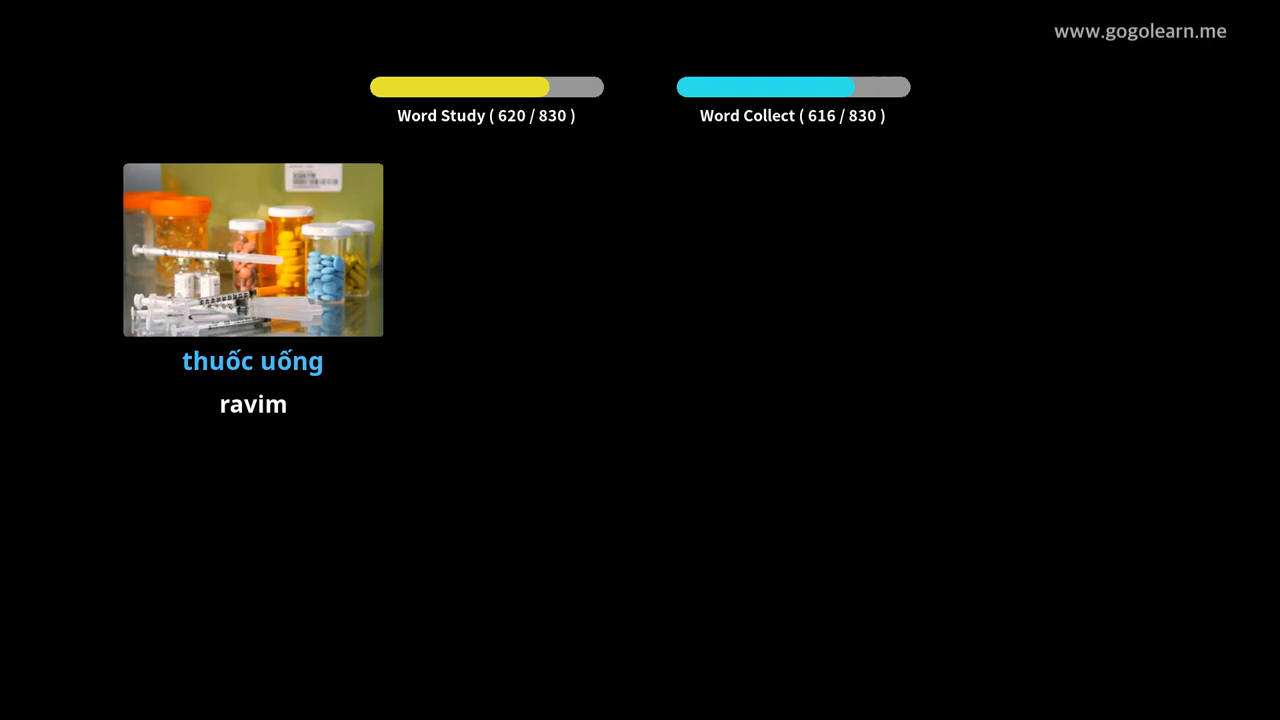 www.gogolearn.me
Word Study ( 620 / 830 )
Word Collect ( 616 / 830 )
thuốc uống
ravim